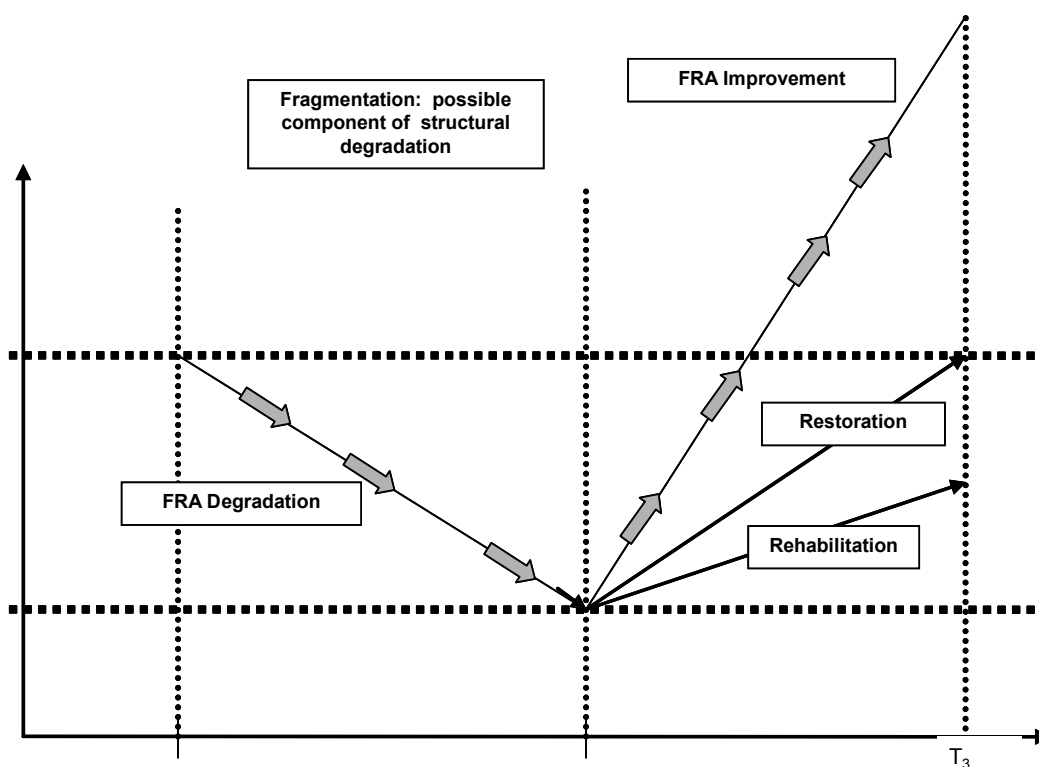 FRA Improvement
Fragmentation: possible
component of structural
degradation
Restoration
FRA Degradation
Rehabilitation
T₃